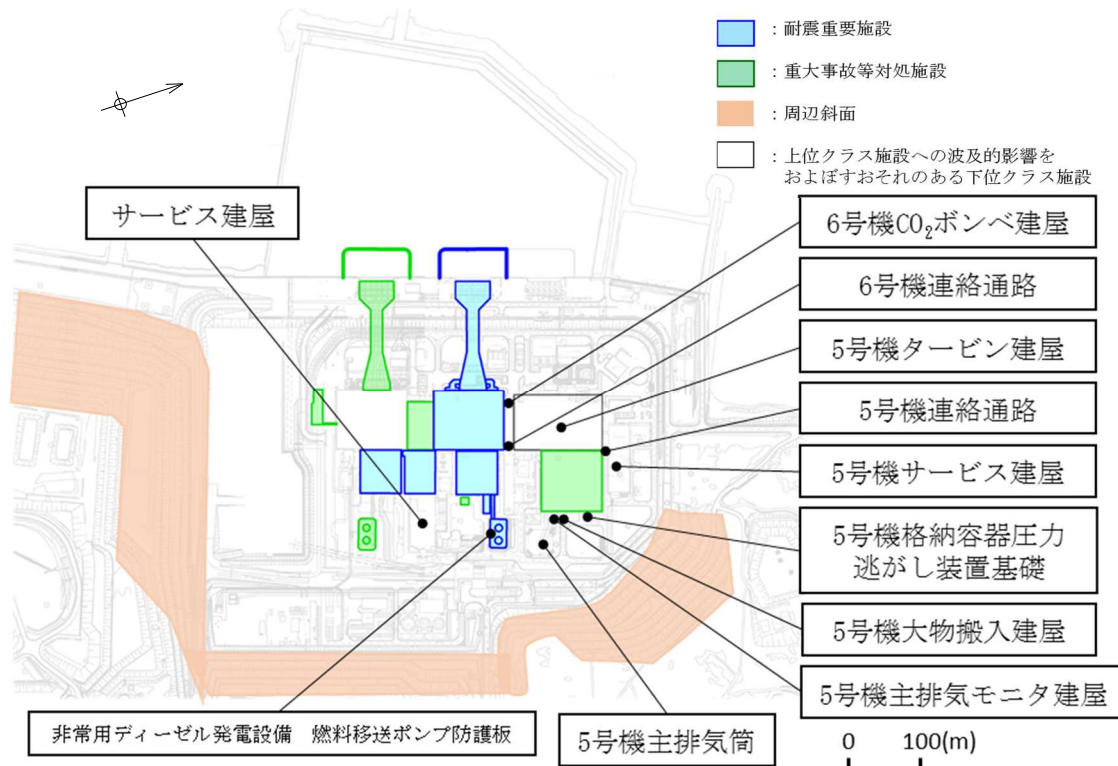 ：耐震重要施設
：重大事故等対処施設
：周辺斜面
：上位クラス施設への波及的影響を
およぼすおそれのある下位クラス施設
サービス建屋
6号機CO₂ボンベ建屋
6号機連絡通路
5号機タービン建屋
5号機連絡通路
5号機サービス建屋
5号機格納容器圧力
逃がし装置基礎
5号機大物搬入建屋
5号機主排気モニタ建屋
非常用ディーゼル発電設備　燃料移送ポンプ防護板
5号機主排気筒
0 100(m)